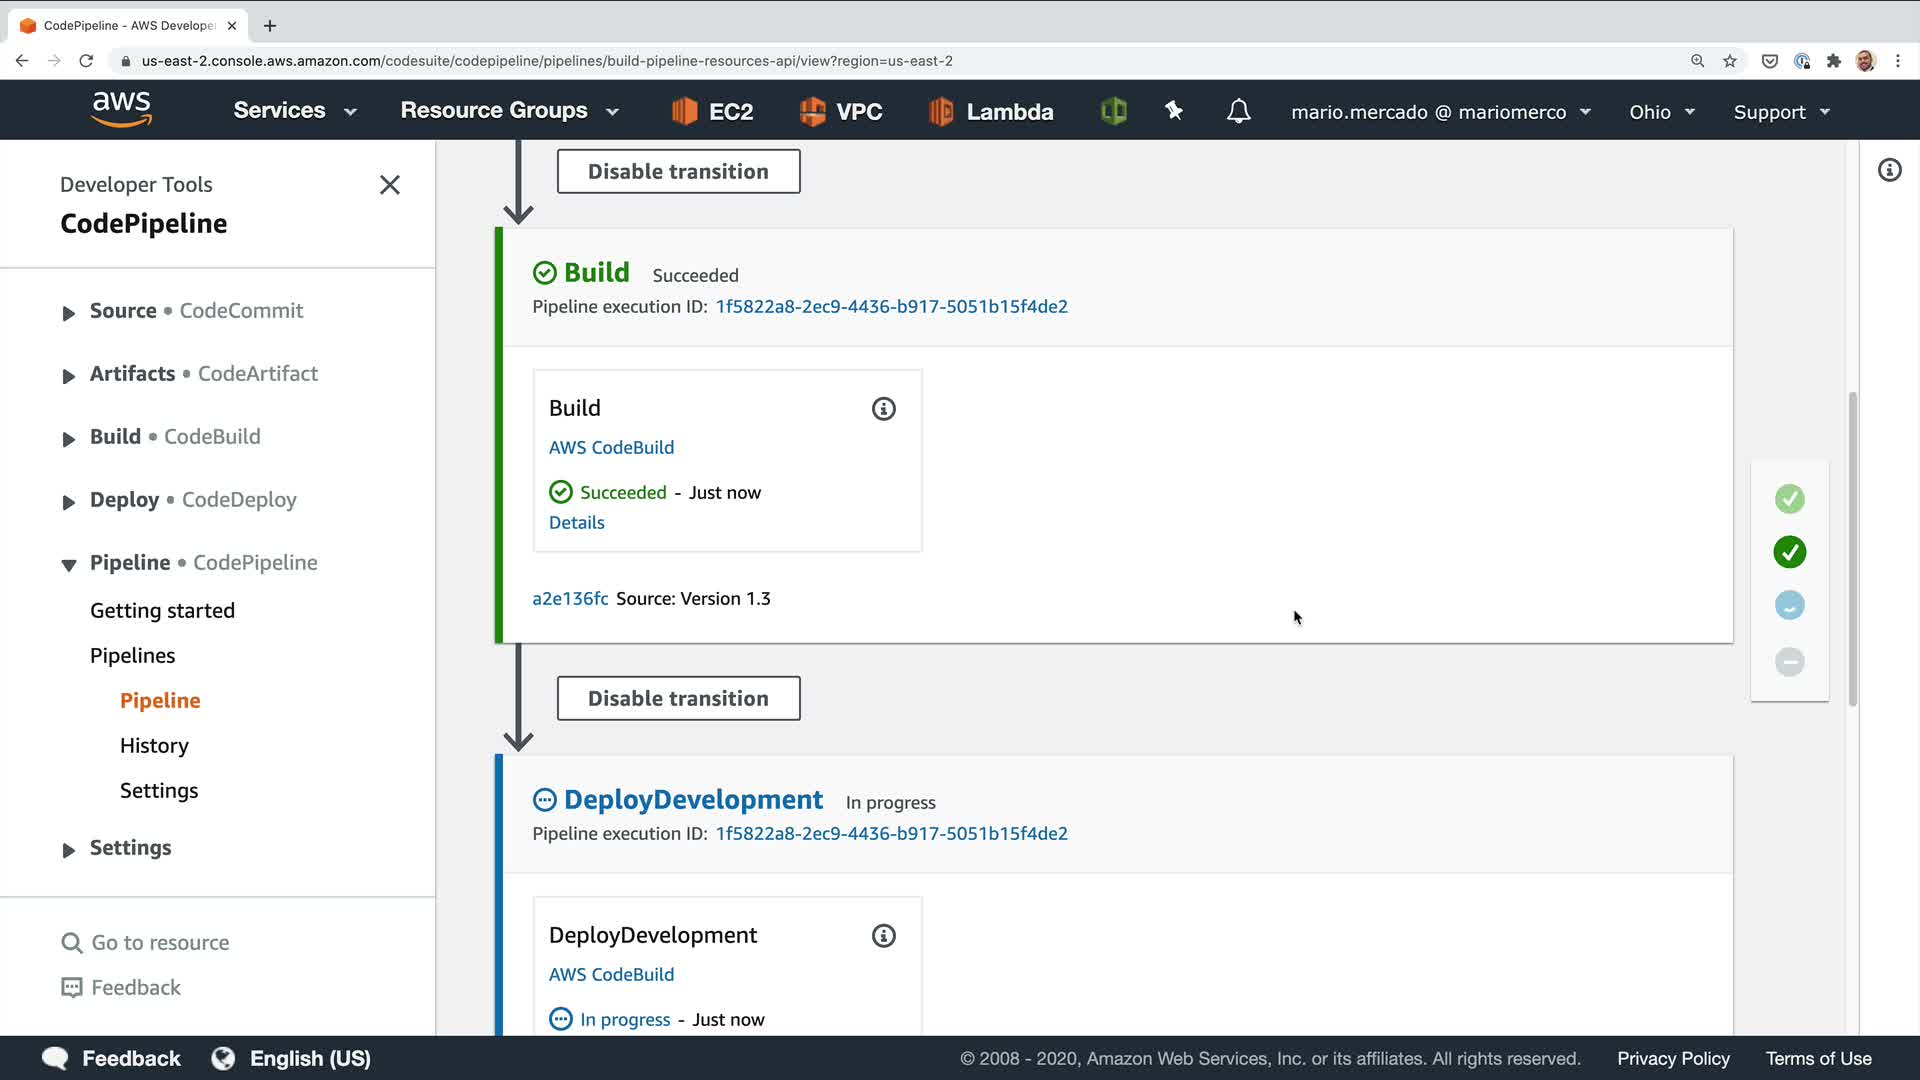 CodePipeline - AWS Develope
us-east-2.console.aws.amazon.com/codesuite/codepipeline/pipelines/build-pipeline-resources-api/view?region=us-east-2
aws
Services
Resource Groups
EC2
VPC
Lambda
mario.mercado @ mariomerco
Ohio
Support
Developer Tools
CodePipeline
Source • CodeCommit
Artifacts • CodeArtifact
Build • CodeBuild
Deploy • CodeDeploy
Pipeline • CodePipeline
Getting started
Pipelines
Pipeline
History
Settings
Settings
Go to resource
Feedback
Disable transition
Build Succeeded
Pipeline execution ID: 1f5822a8-2ec9-4436-b917-5051b15f4de2
Build
AWS CodeBuild
Succeeded - Just now
Details
a2e136fc Source: Version 1.3
Disable transition
DeployDevelopment In progress
Pipeline execution ID: 1f5822a8-2ec9-4436-b917-5051b15f4de2
DeployDevelopment
AWS CodeBuild
In progress - Just now
Feedback
English (US)
© 2008 - 2020, Amazon Web Services, Inc. or its affiliates. All rights reserved.
Privacy Policy
Terms of Use